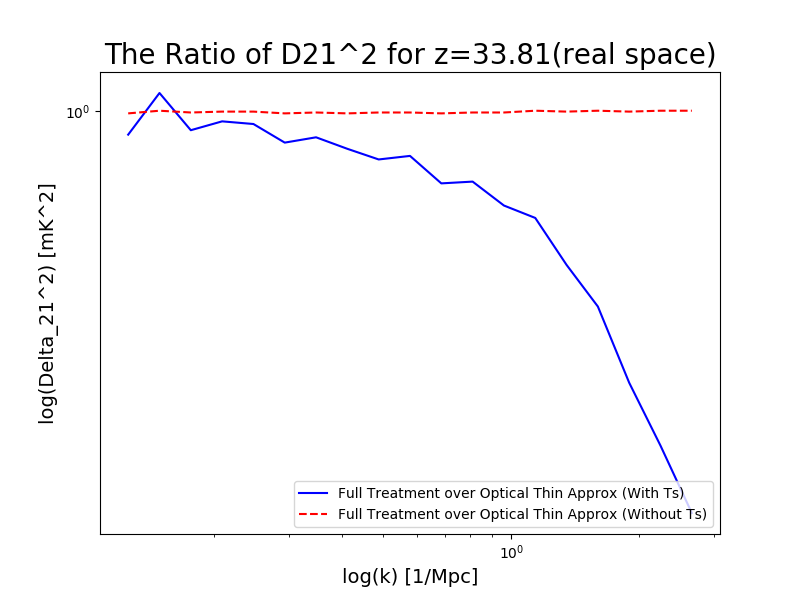 The Ratio of D21^2 for z=33.81(real space)
10^0
log(Delta_21^2) [mK^2]
Full Treatment over Optical Thin Approx (With Ts)
Full Treatment over Optical Thin Approx (Without Ts)
10^0
log(k) [1/Mpc]